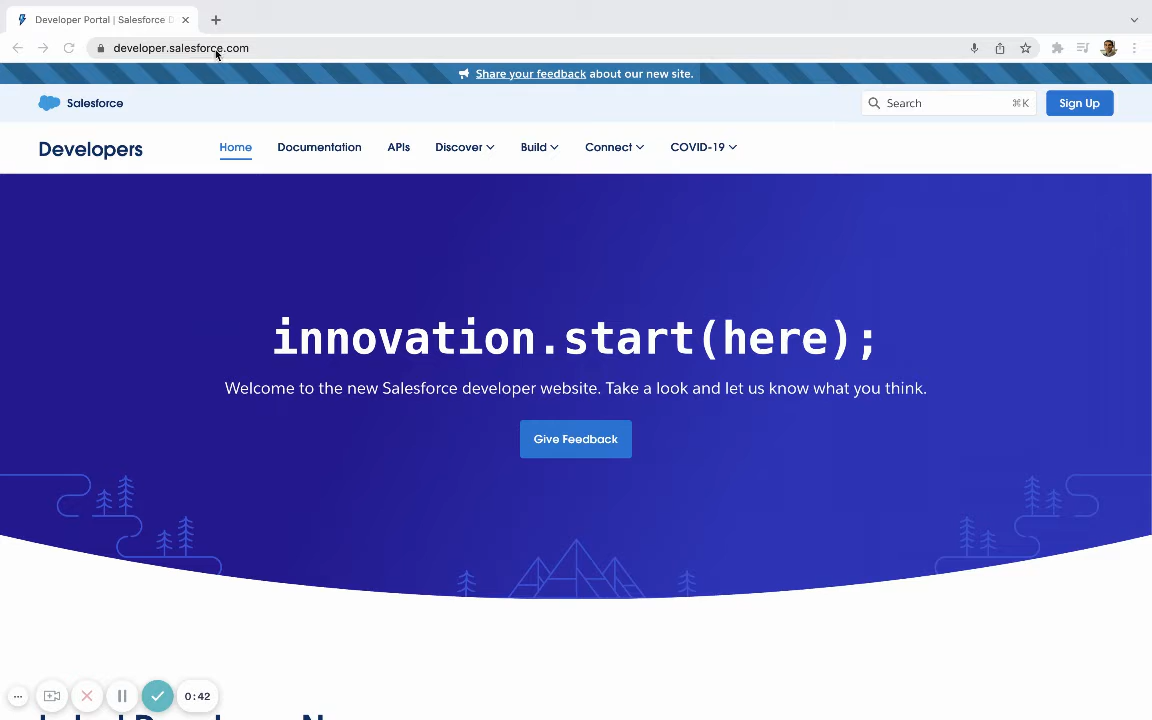 Developer Portal | Salesforce D
developer.salesforce.com
Share your feedback about our new site.
Salesforce
Search ⌘K
Sign Up
Developers
Home Documentation APIs Discover Build Connect COVID-19
innovation.start(here);
Welcome to the new Salesforce developer website. Take a look and let us know what you think.
Give Feedback
0:42